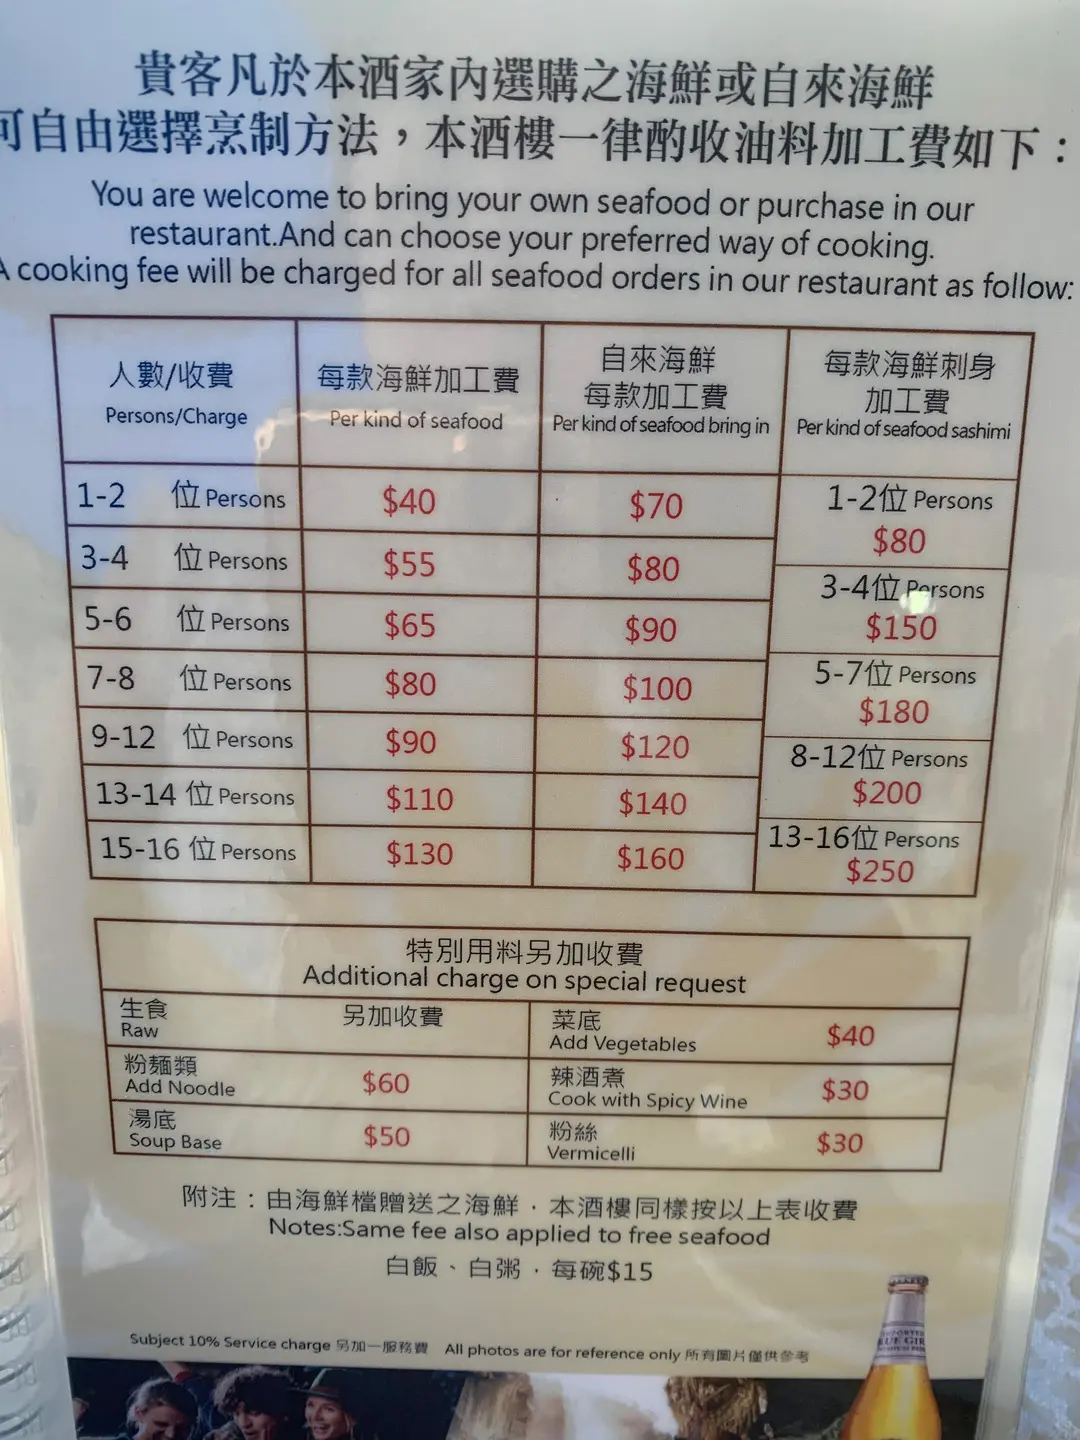 貴客凡於本酒家內選購之海鮮或自來海鮮
可自由選擇烹制方法，本酒樓一律酌收油料加工費如下：
You are welcome to bring your own seafood or purchase in our
restaurant.And can choose your preferred way of cooking.
A cooking fee will be charged for all seafood orders in our restaurant as follow:
人數/收費
Persons/Charge
每款海鮮加工費
Per kind of seafood
自來海鮮
每款加工費
Per kind of seafood bring in
每款海鮮刺身
加工費
Per kind of seafood sashimi
1-2 位 Persons $40 $70
3-4 位 Persons $55 $80
5-6 位 Persons $65 $90
7-8 位 Persons $80 $100
9-12 位 Persons $90 $120
13-14 位 Persons $110 $140
15-16 位 Persons $130 $160
1-2位 Persons
$80
3-4位 Persons
$150
5-7位 Persons
$180
8-12位 Persons
$200
13-16位 Persons
$250
特別用料另加收費
Additional charge on special request
生食 另加收費
Raw
菜底
Add Vegetables $40
粉麵類
Add Noodle $60
辣酒煮
Cook with Spicy Wine $30
湯底
Soup Base $50
粉絲
Vermicelli $30
附注：由海鮮檔贈送之海鮮．本酒樓同樣按以上表收費
Notes:Same fee also applied to free seafood
白飯、白粥．每碗$15
Subject 10% Service charge 另加一服務費 All photos are for reference only 所有圖片僅供參考